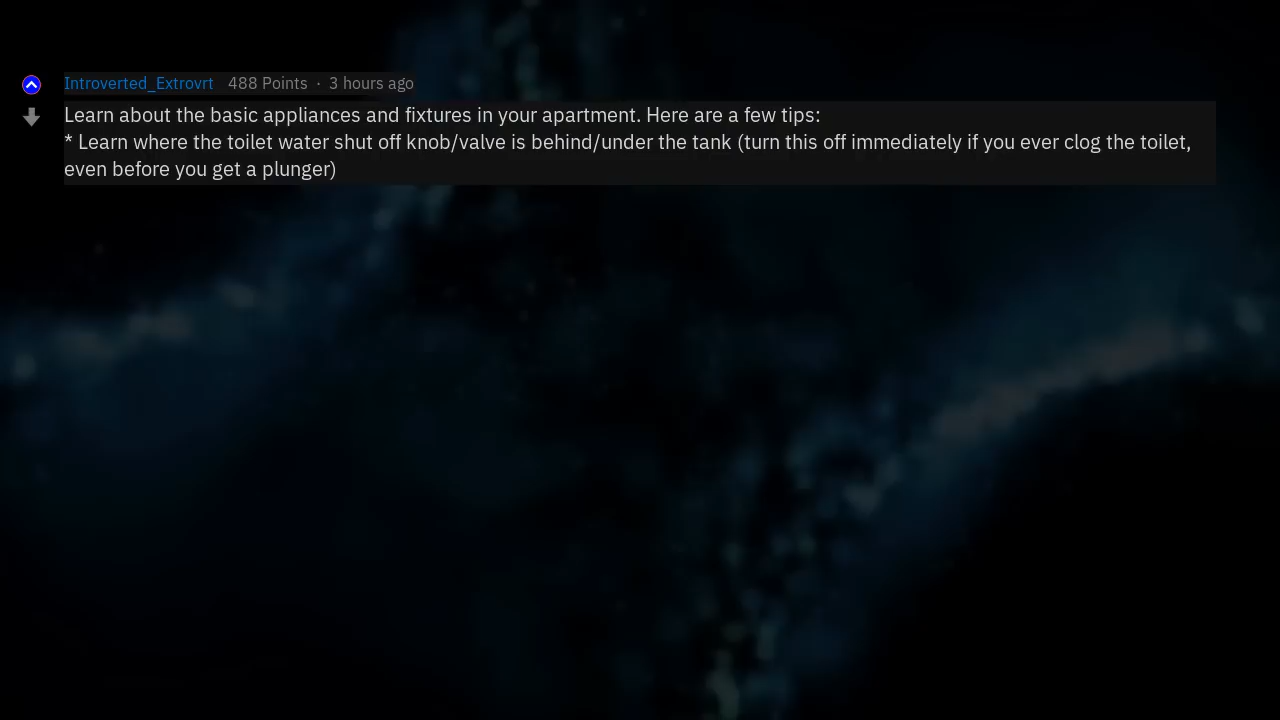 Introverted_Extrovrt 488 Points · 3 hours ago
Learn about the basic appliances and fixtures in your apartment. Here are a few tips:
* Learn where the toilet water shut off knob/valve is behind/under the tank (turn this off immediately if you ever clog the toilet,
even before you get a plunger)